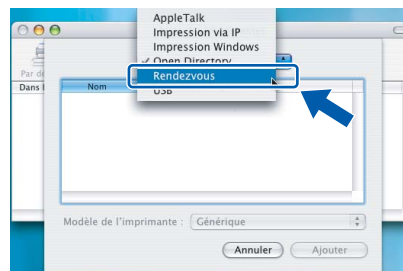 AppleTalk
Impression via IP
Impression Windows
✓ Open Directory
Rendezvous
USB
Par dé
Dans l
Nom
Modèle de l'imprimante : Générique
Annuler
Ajouter